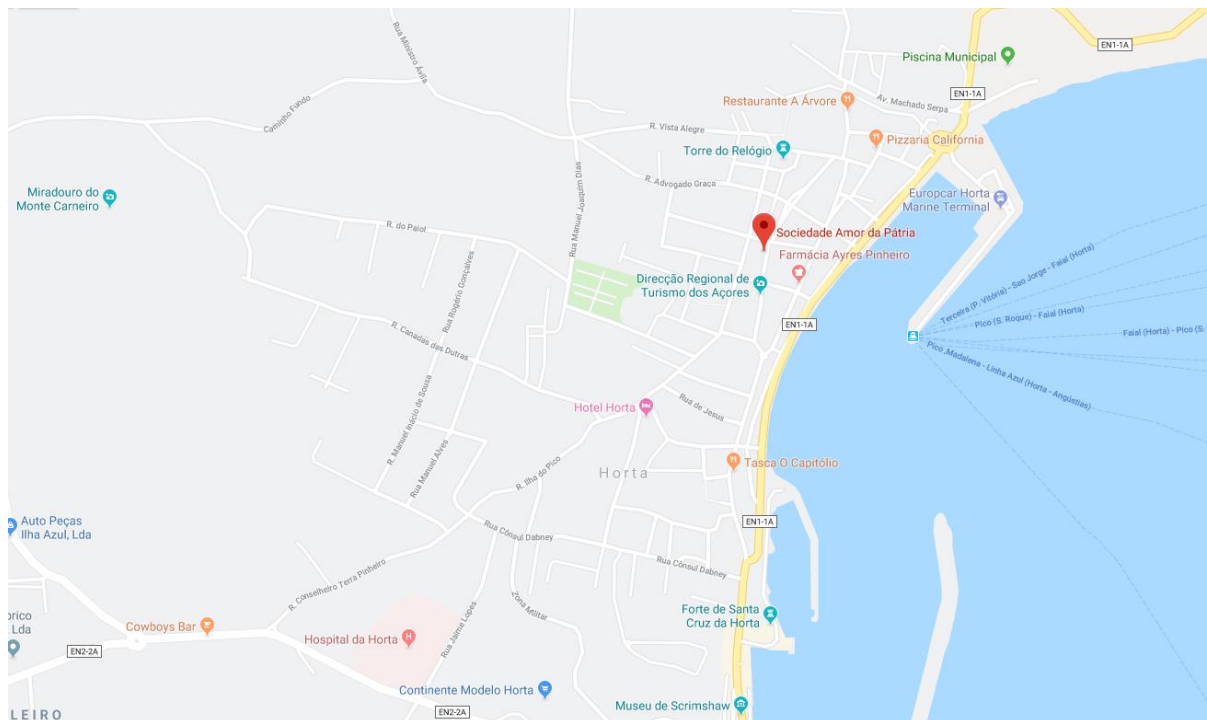 EN1-1A
Piscina Municipal
Rua Ministro Ávila
Restaurante A Árvore
EN1-1A
Av. Machado Serpa
Caminho Fundo
R. Vista Alegre
Pizzaria California
Torre do Relógio
R. Advogado Graça
Miradouro do
Monte Carneiro
Rua Manuel Joaquim Dias
Europcar Horta
Marine Terminal
R. do Paiol
Sociedade Amor da Pátria
Farmácia Ayres Pinheiro
Direcção Regional de
Turismo dos Açores
Rua Rogério Gonçalves
Terceira (P. Vitória) - Sao Jorge - Faial (Horta)
Pico (S. Roque) - Faial (Horta)
Faial (Horta) - Pico (S.
EN1-1A
R. Canadas das Dutras
Pico ,Madalena - Linha Azul (Horta - Angústias)
Hotel Horta
Rua de Jesus
R. Manuel Inácio de Sousa
Rua Manuel Alves
Tasca O Capitólio
Horta
R. Ilha do Pico
Auto Peças
Ilha Azul, Lda
EN1-1A
Rua Cônsul Dabney
Rua Cônsul Dabney
R. Conselheiro Terra Pinheiro
Zona Militar
Forte de Santa
Cruz da Horta
Lda
Cowboys Bar
Hospital da Horta
Rua Jaime Lopes
EN2-2A
Continente Modelo Horta
Museu de Scrimshaw
EN2-2A
LEIRO